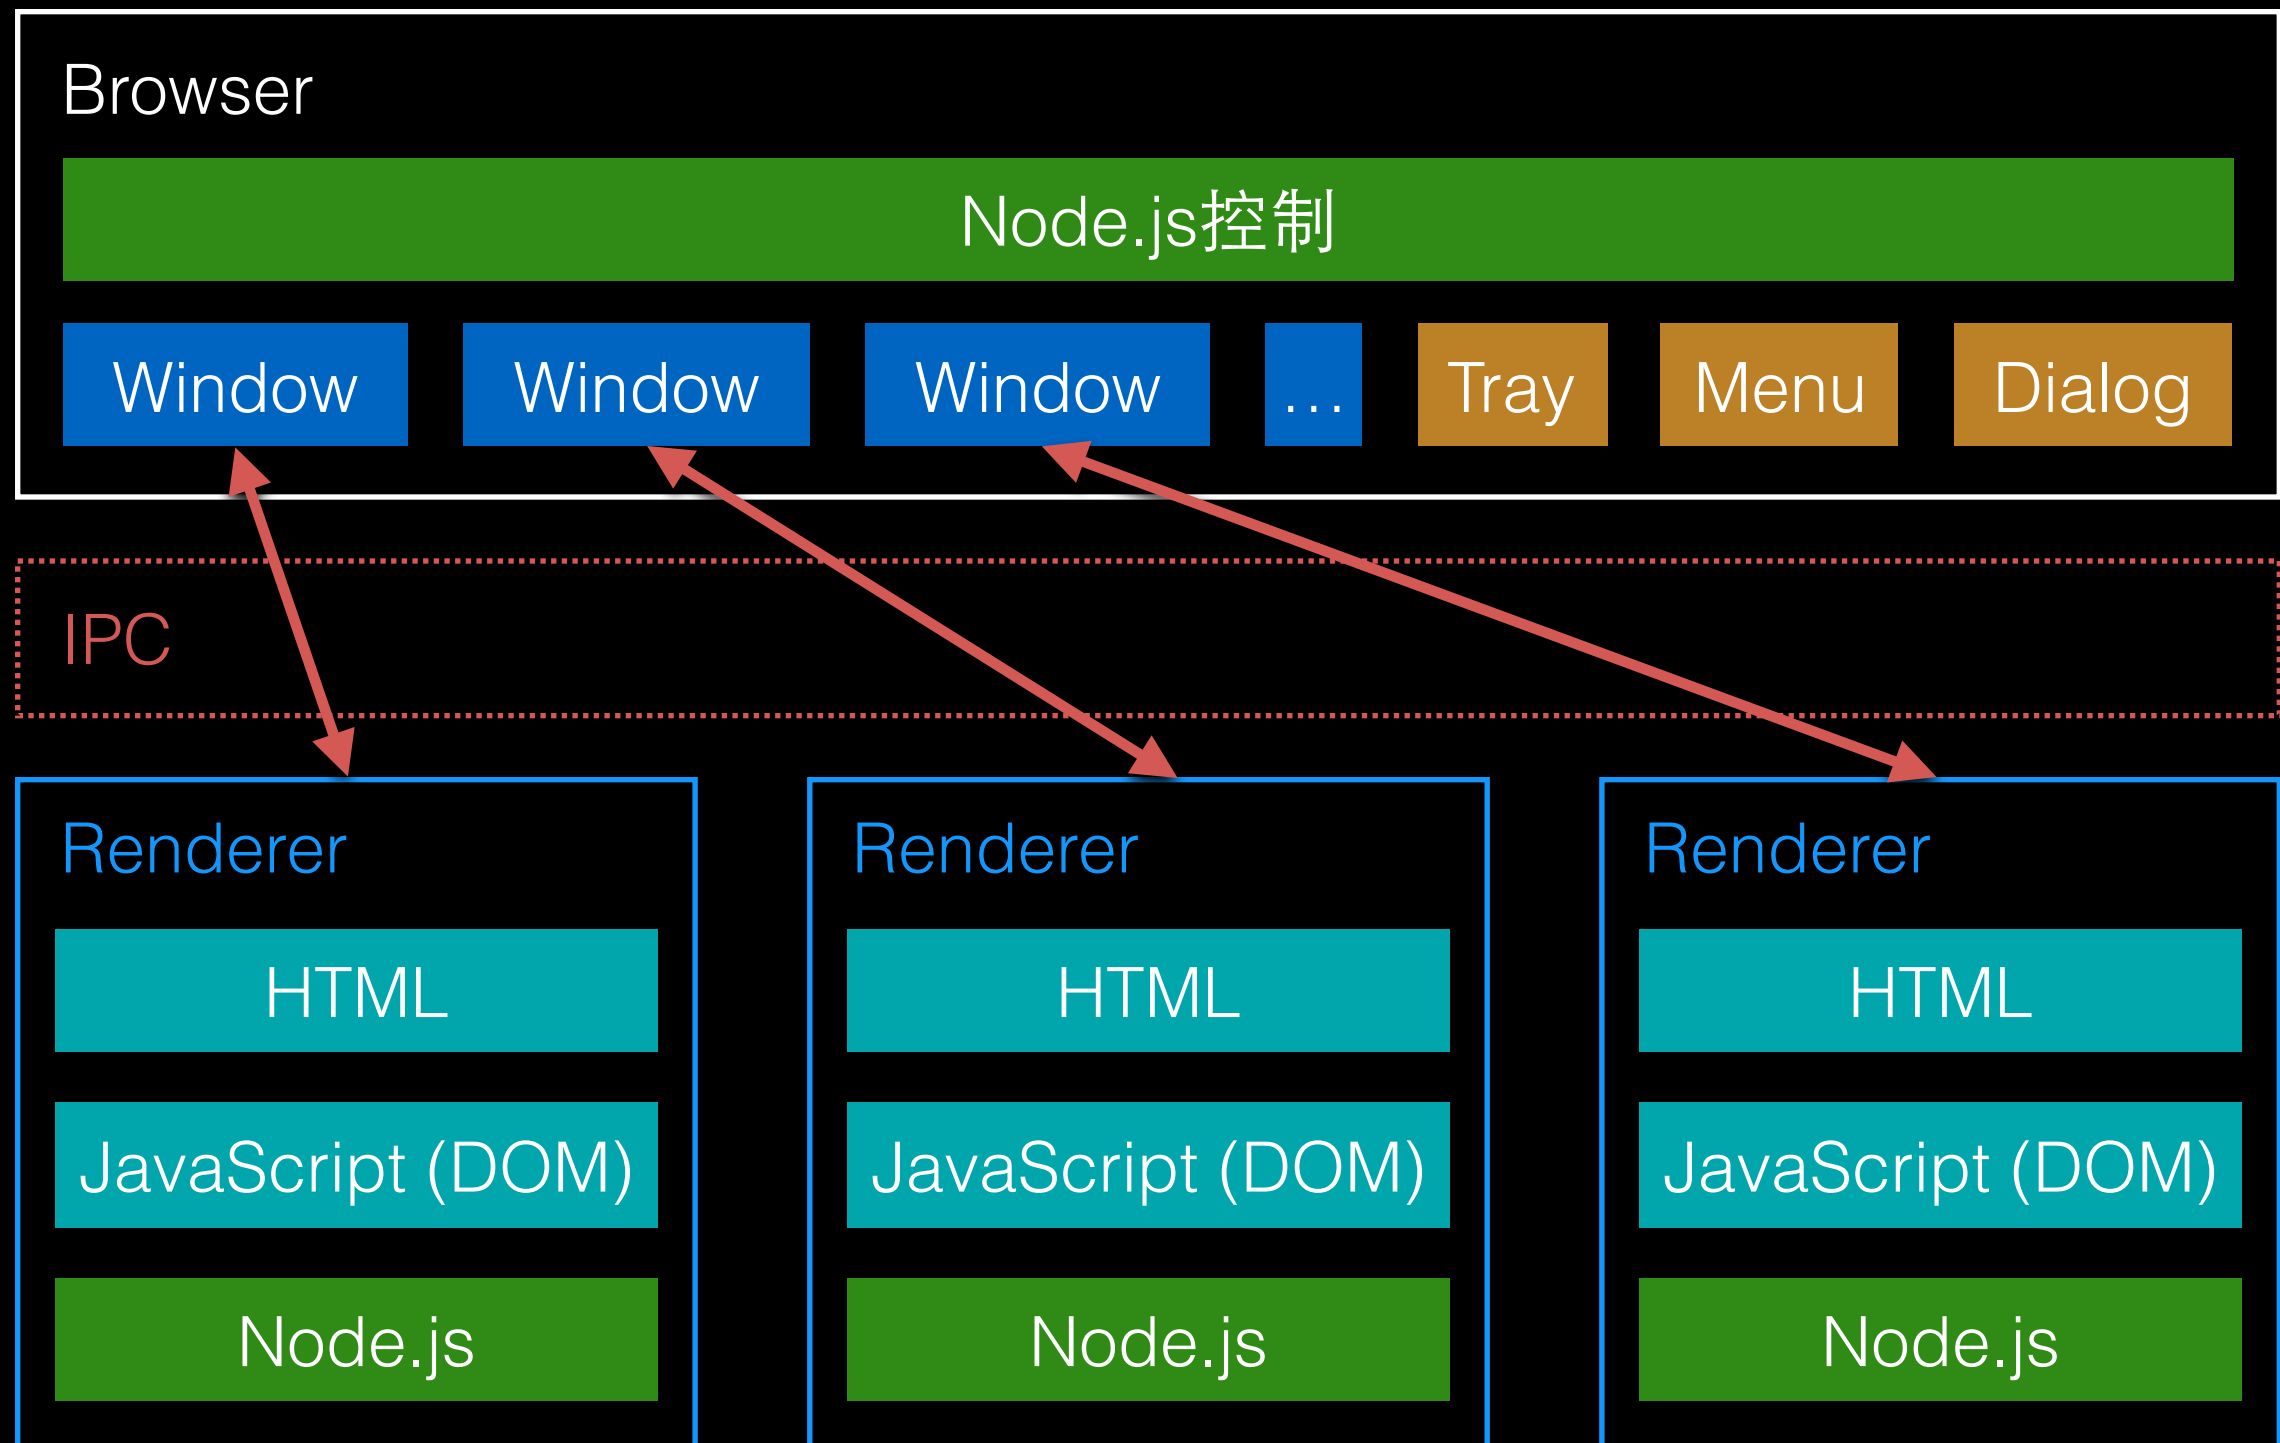 Browser
Node.js控制
Window Window Window … Tray Menu Dialog
IPC
Renderer Renderer Renderer
HTML HTML HTML
JavaScript (DOM) JavaScript (DOM) JavaScript (DOM)
Node.js Node.js Node.js